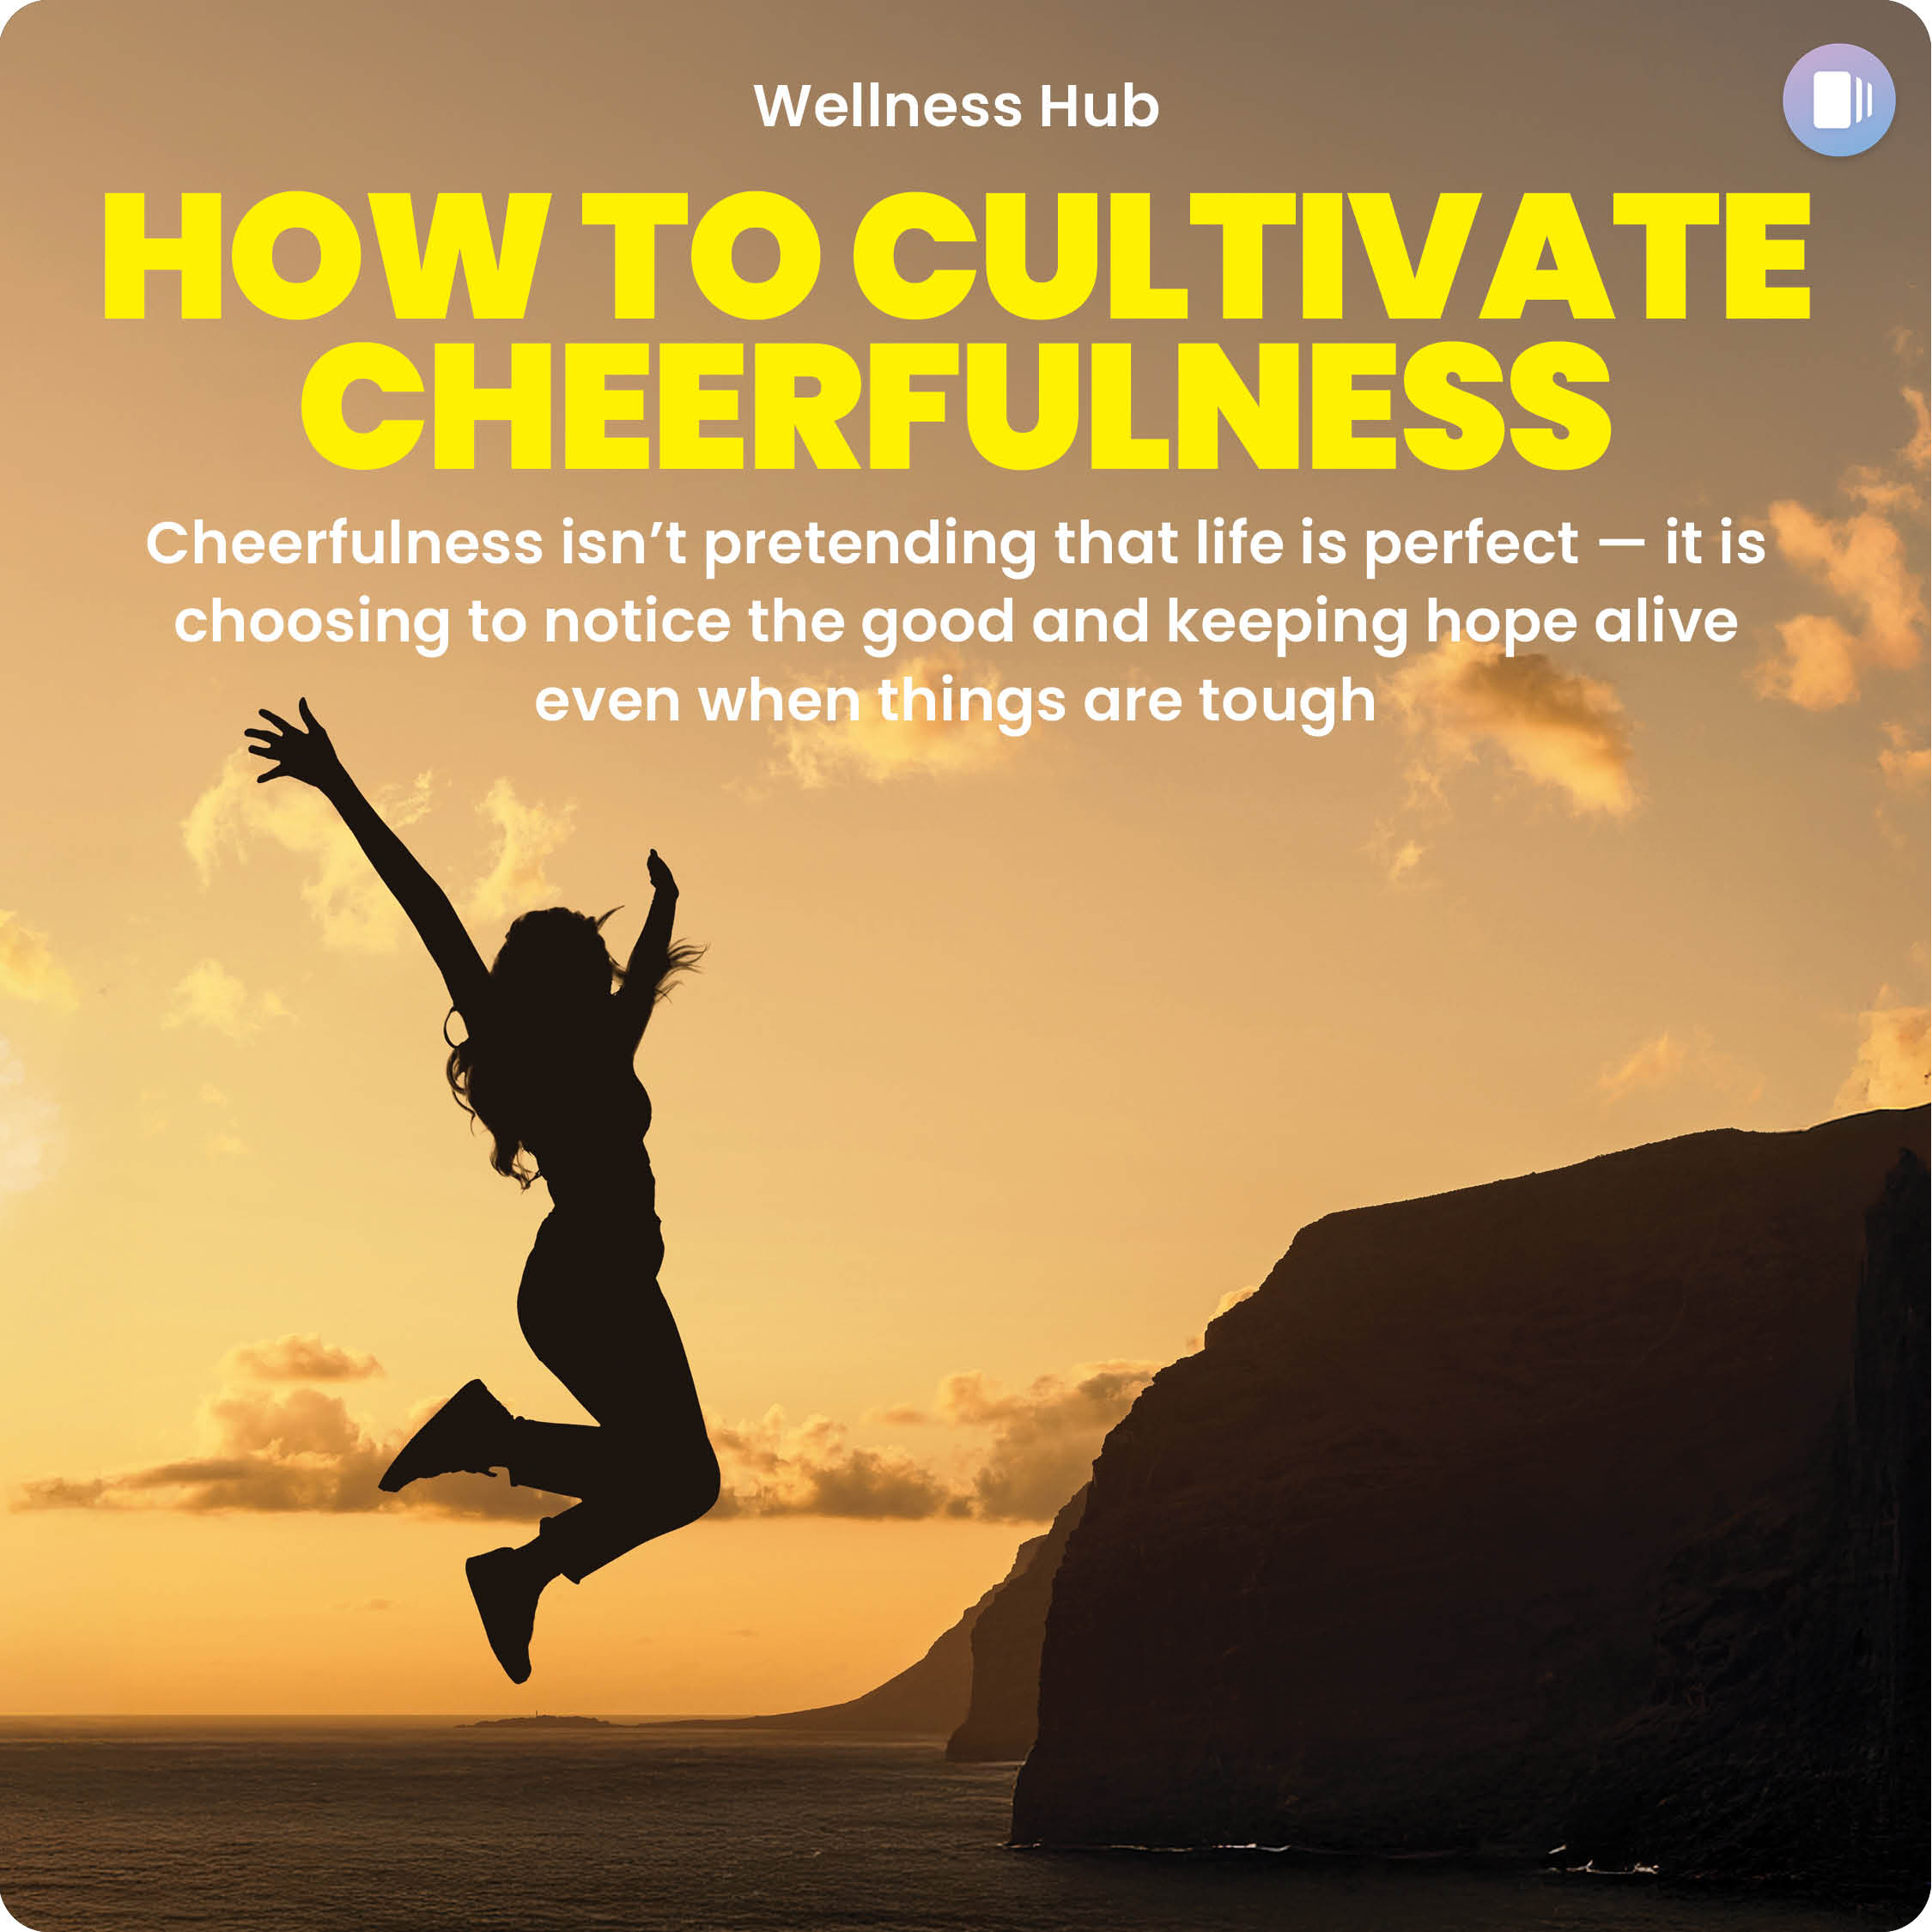 Wellness Hub
HOW TO CULTIVATE
CHEERFULNESS
Cheerfulness isn’t pretending that life is perfect — it is
choosing to notice the good and keeping hope alive
even when things are tough